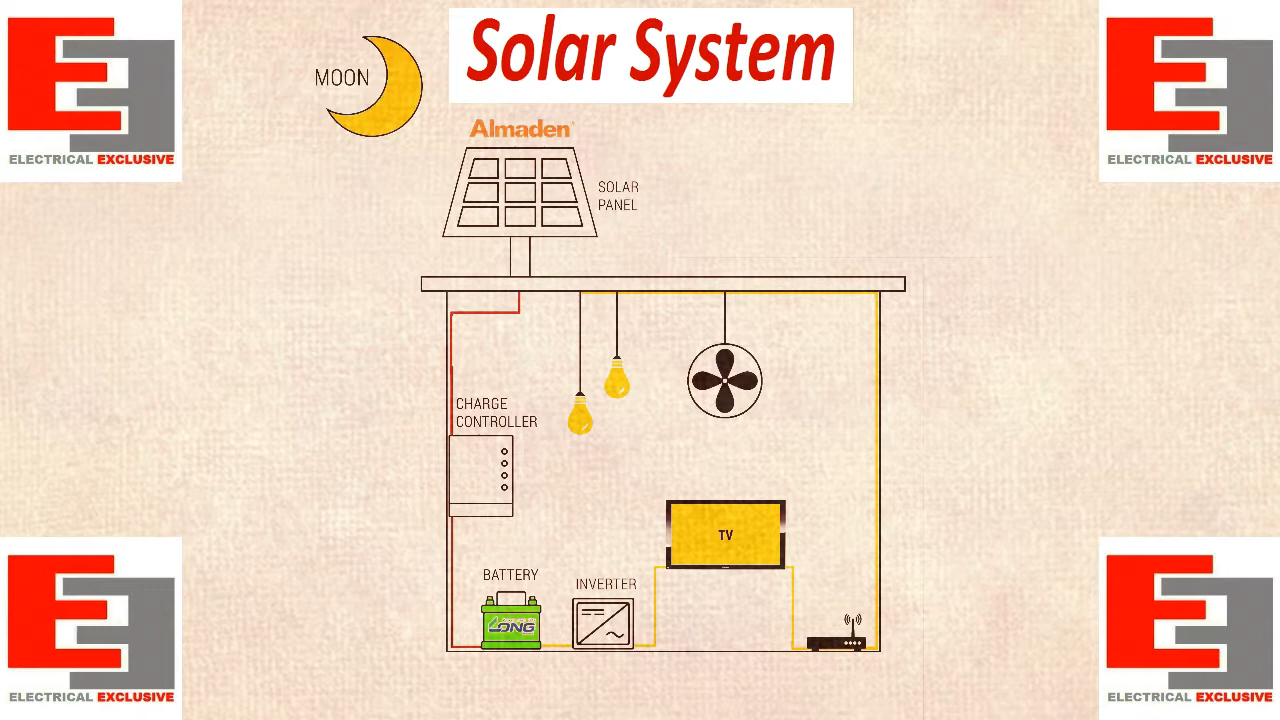 Solar System
MOON
Almaden
SOLAR
PANEL
CHARGE
CONTROLLER
TV
BATTERY
INVERTER
LONG
ELECTRICAL EXCLUSIVE
ELECTRICAL EXCLUSIVE
ELECTRICAL EXCLUSIVE
ELECTRICAL EXCLUSIVE